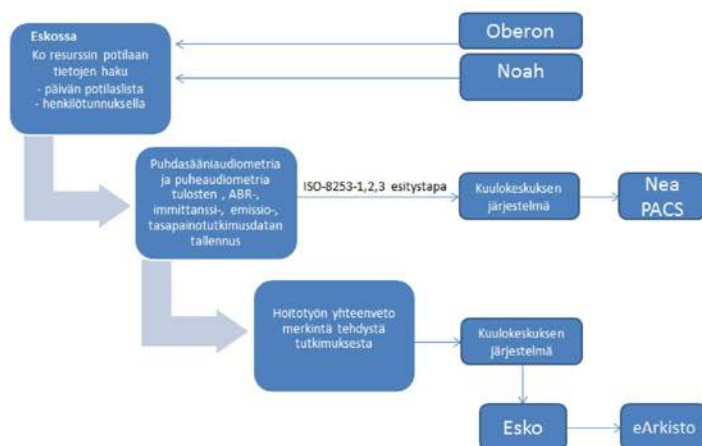 Eskossa
Ko resurssin potilaan
tietojen haku
- päivän potilaslista
- henkilötunnuksella
Oberon
Noah
Puhdasääniaudiometria
ja puheaudiometria
tulosten , ABR-,
immittanssi-, emissio-,
tasapainotutkimusdatan
tallennus
ISO-8253-1,2,3 esitystapa
Kuulokeskuksen
järjestelmä
Nea
PACS
Hoitotyön yhteenveto
merkintä tehdystä
tutkimuksesta
Kuulokeskuksen
järjestelmä
Esko
eArkisto